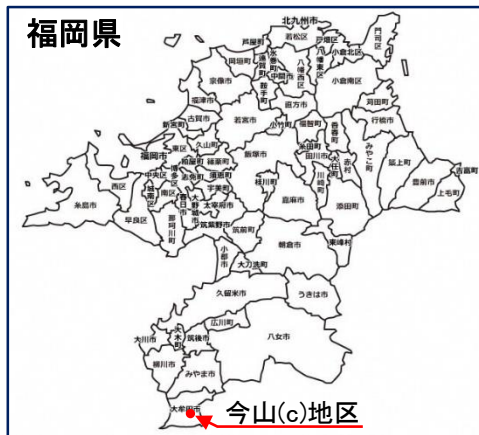 福岡県
北九州市
門司区
芦屋町
若松区
戸畑区
小倉北区
水巻町
遠賀町
八幡西区
八幡東区
岡垣町
中間市
小倉南区
宗像市
鞍手町
苅田町
福津市
直方市
行橋市
古賀市
若宮市
新宮町
小竹町
福智町
香春町
みやこ町
東区
久山町
糸田町
赤村
築上町
吉富町
福岡市
粕屋町
篠栗町
飯塚市
田川市
大任町
豊前市
中央区
博多区
志免町
須恵町
上毛町
西区
城南区
南区
宇美町
桂川町
川崎町
糸島市
春日市
大野城市
太宰府市
嘉麻市
添田町
早良区
那珂川町
筑紫野市
筑前町
東峰村
朝倉市
小郡市
大刀洗町
久留米市
うきは市
広川町
大木町
大川市
筑後市
八女市
柳川市
みやま市
大牟田市
今山(c)地区